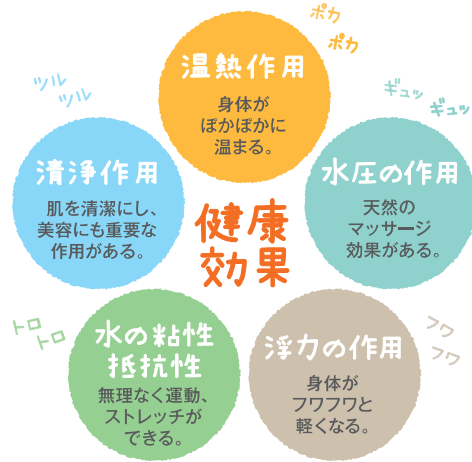 ポカ
ポカ
温熱作用
身体が
ぽかぽかに
温まる。
ツル
ツル
清浄作用
肌を清潔にし、
美容にも重要な
作用がある。
ギュッ
ギュッ
水圧の作用
天然の
マッサージ
効果がある。
健康
効果
トロ
トロ
水の粘性
抵抗性
無理なく運動、
ストレッチが
できる。
フワ
フワ
浮力の作用
身体が
フワフワと
軽くなる。